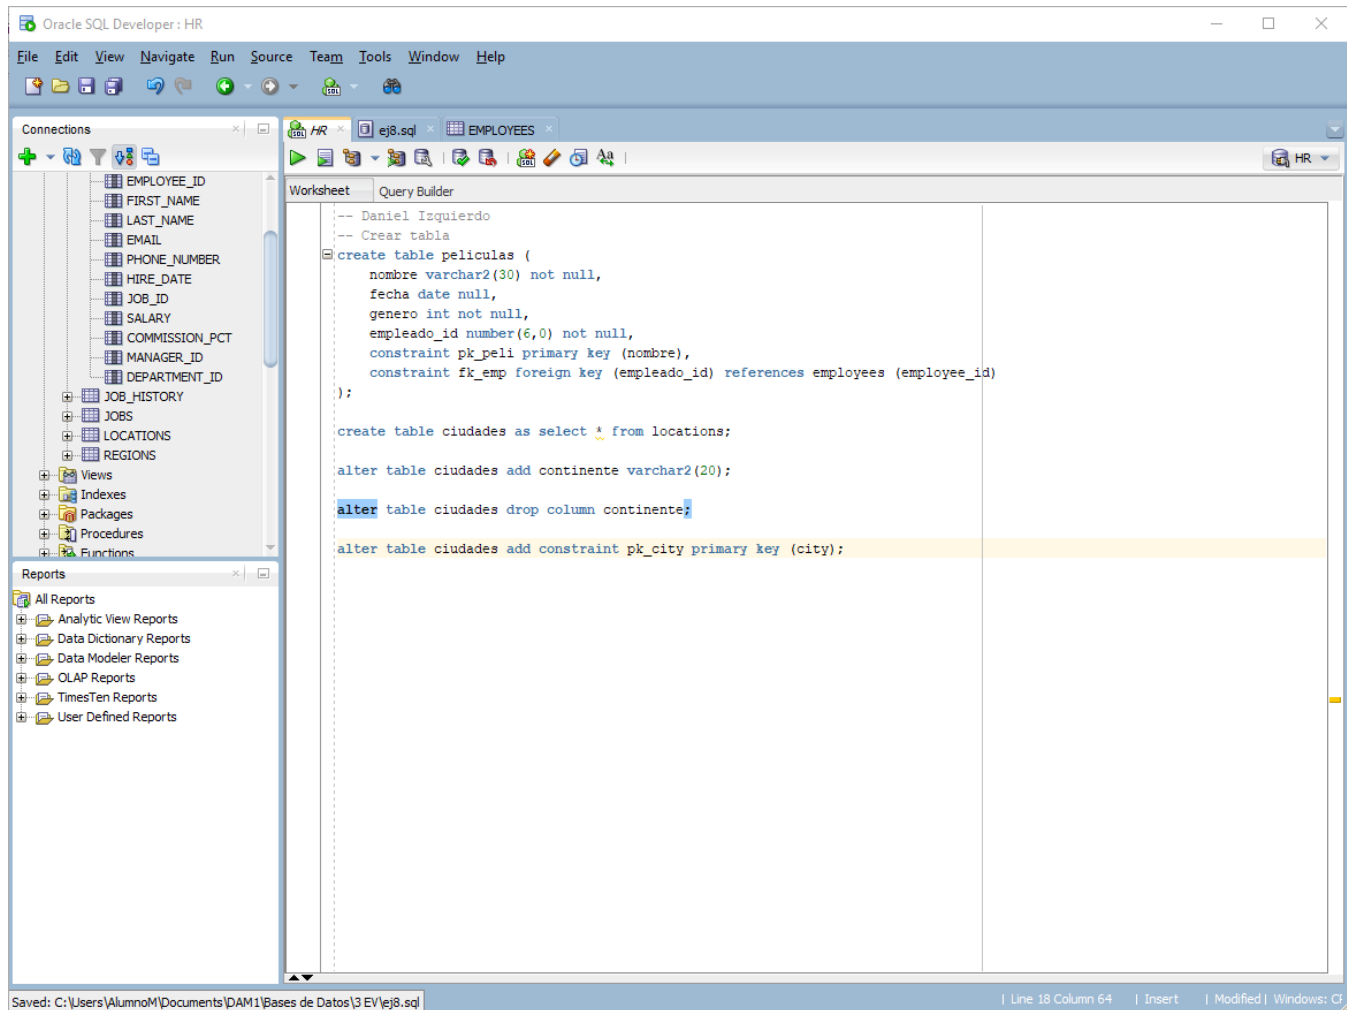 Oracle SQL Developer : HR
File Edit View Navigate Run Source Team Tools Window Help
Connections
EMPLOYEE_ID
FIRST_NAME
LAST_NAME
EMAIL
PHONE_NUMBER
HIRE_DATE
JOB_ID
SALARY
COMMISSION_PCT
MANAGER_ID
DEPARTMENT_ID
JOB_HISTORY
JOBS
LOCATIONS
REGIONS
Views
Indexes
Packages
Procedures
Functions
Reports
All Reports
Analytic View Reports
Data Dictionary Reports
Data Modeler Reports
OLAP Reports
TimesTen Reports
User Defined Reports
HR ej8.sql EMPLOYEES
HR
Worksheet Query Builder
-- Daniel Izquierdo
-- Crear tabla
create table peliculas (
nombre varchar2(30) not null,
fecha date null,
genero int not null,
empleado_id number(6,0) not null,
constraint pk_peli primary key (nombre),
constraint fk_emp foreign key (empleado_id) references employees (employee_id)
);
create table ciudades as select * from locations;
alter table ciudades add continente varchar2(20);
alter table ciudades drop column continente;
alter table ciudades add constraint pk_city primary key (city);
Saved: C:\Users\AlumnoM\Documents\DAM1\Bases de Datos\3 EV\ej8.sql
| Line 18 Column 64 | Insert | Modified | Windows: